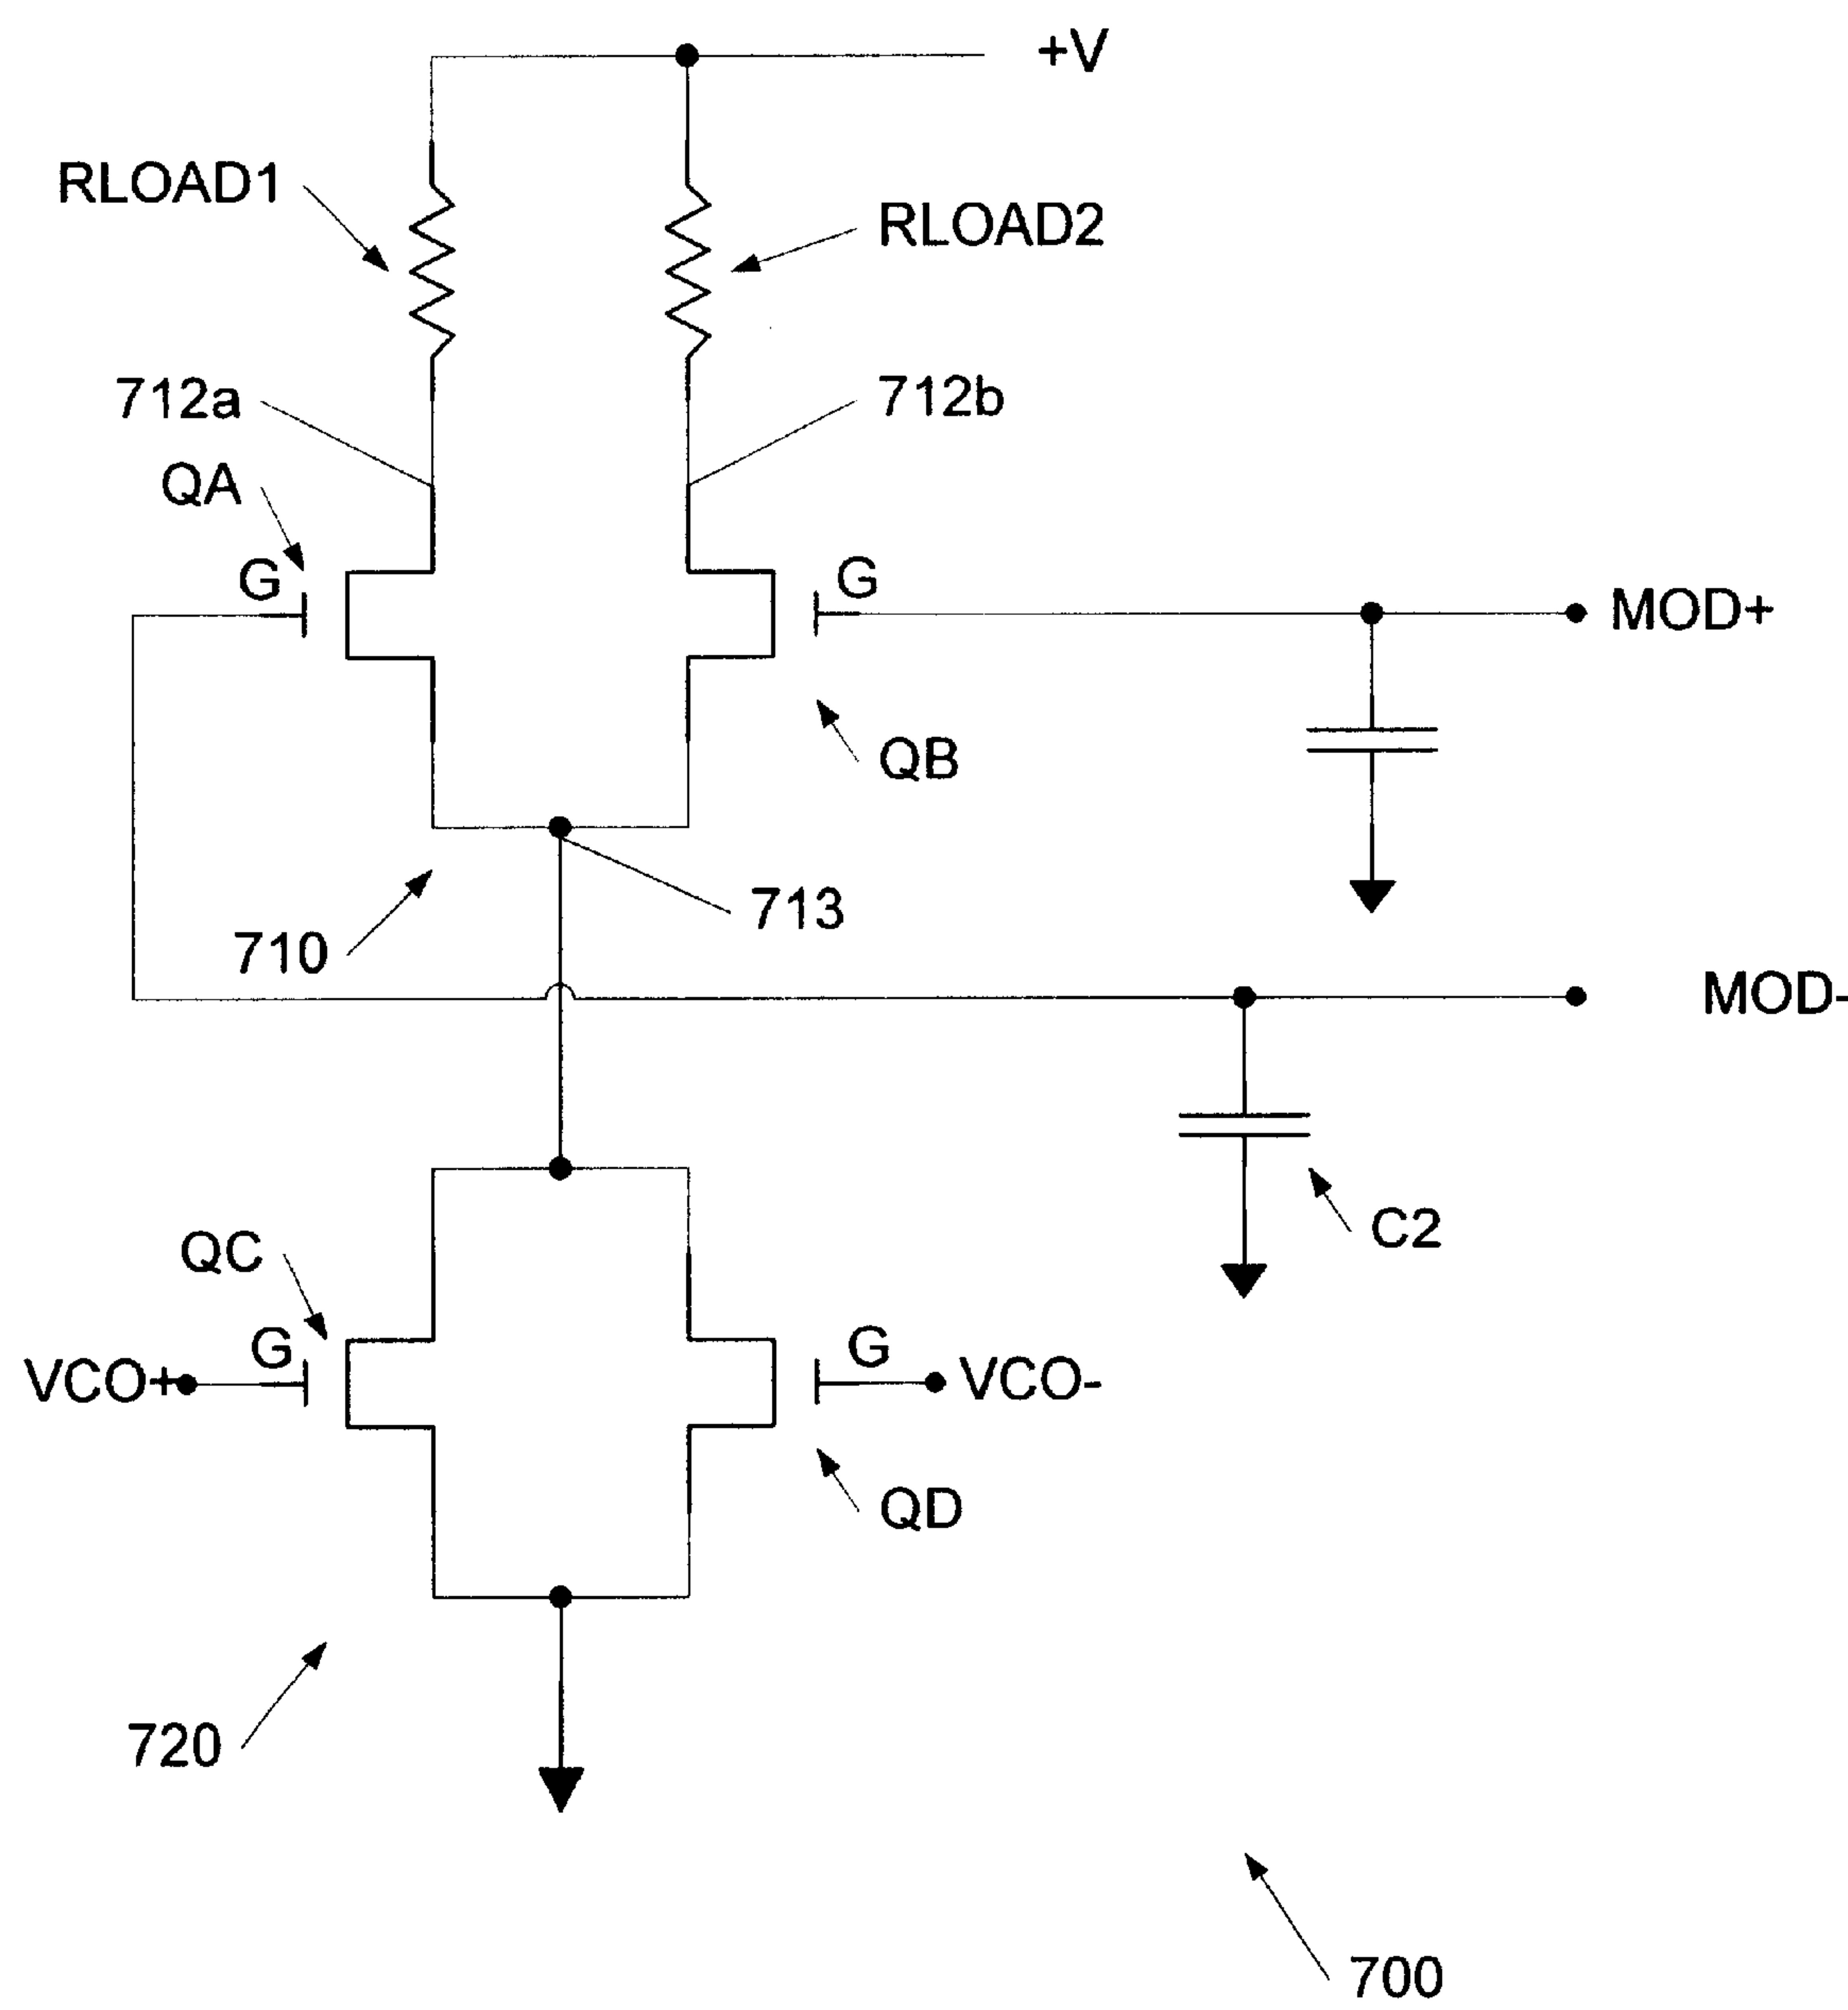 +V
RLOAD1
RLOAD2
712a
712b
QA
G
G
MOD+
QB
713
710
MOD-
C2
QC
G
G
VCO+
VCO-
QD
720
700